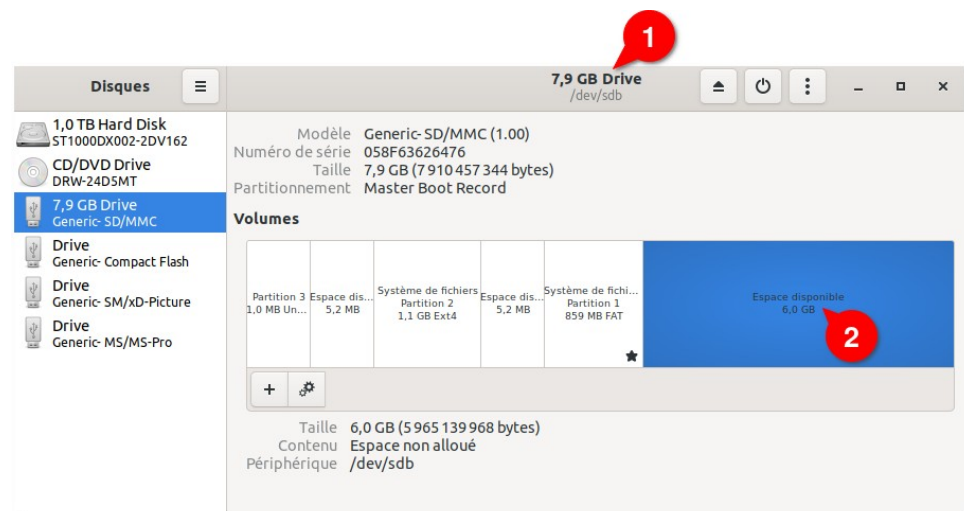 1
Disques
7,9 GB Drive
/dev/sdb
1,0 TB Hard Disk
ST1000DX002-2DV162
CD/DVD Drive
DRW-24D5MT
7,9 GB Drive
Generic- SD/MMC
Drive
Generic- Compact Flash
Drive
Generic- SM/xD-Picture
Drive
Generic- MS/MS-Pro
Modèle Generic- SD/MMC (1.00)
Numéro de série 058F63626476
Taille 7,9 GB (7 910 457 344 bytes)
Partitionnement Master Boot Record
Volumes
Partition 3
1,0 MB Un...
Espace dis...
5,2 MB
Système de fichiers
Partition 2
1,1 GB Ext4
Espace dis...
5,2 MB
Système de fichi...
Partition 1
859 MB FAT
Espace disponible
6,0 GB
2
Taille 6,0 GB (5 965 139 968 bytes)
Contenu Espace non alloué
Périphérique /dev/sdb